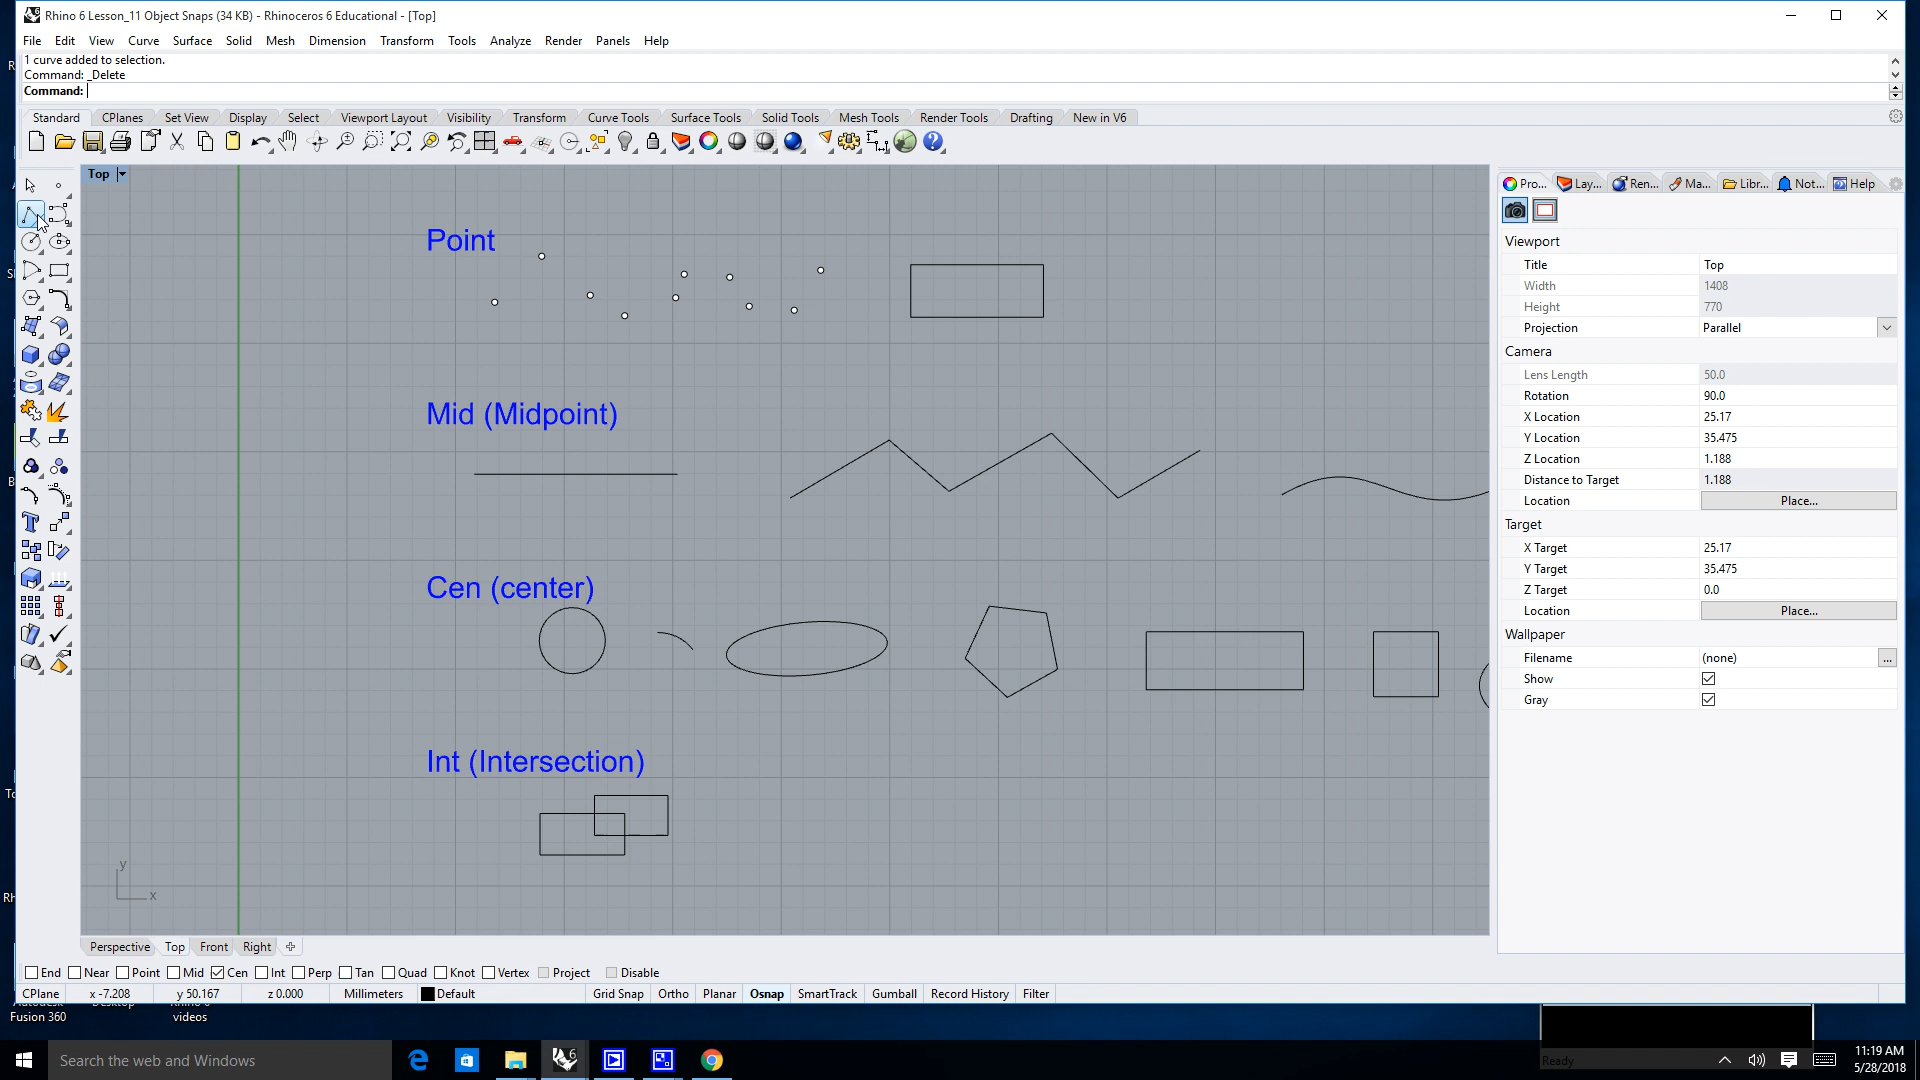 Rhino 6 Lesson_11 Object Snaps (34 KB) - Rhinoceros 6 Educational - [Top]
File Edit View Curve Surface Solid Mesh Dimension Transform Tools Analyze Render Panels Help
1 curve added to selection.
Command: _Delete
Command:
Standard CPlanes Set View Display Select Viewport Layout Visibility Transform Curve Tools Surface Tools Solid Tools Mesh Tools Render Tools Drafting New in V6
Top
Pro... Lay... Ren... Ma... Libr... Not... Help
Viewport
Title Top
Width 1408
Height 770
Projection Parallel
Camera
Lens Length 50.0
Rotation 90.0
X Location 25.17
Y Location 35.475
Z Location 1.188
Distance to Target 1.188
Location Place...
Target
X Target 25.17
Y Target 35.475
Z Target 0.0
Location Place...
Wallpaper
Filename (none) ...
Show
Gray
Point
Mid (Midpoint)
Cen (center)
Int (Intersection)
y
x
Perspective Top Front Right
End Near Point Mid Cen Int Perp Tan Quad Knot Vertex Project Disable
CPlane x -7.208 y 50.167 z 0.000 Millimeters Default Grid Snap Ortho Planar Osnap SmartTrack Gumball Record History Filter
Fusion 360
videos
Ready
Search the web and Windows
6
11:19 AM
5/28/2018